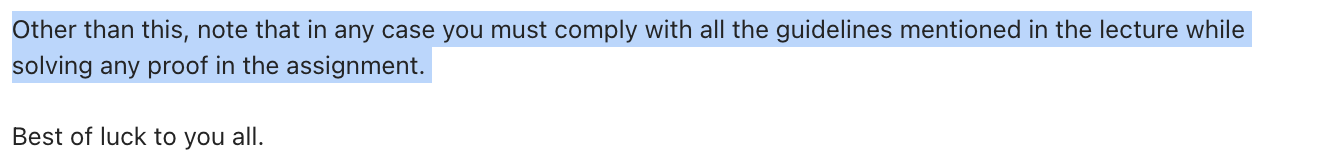 Other than this, note that in any case you must comply with all the guidelines mentioned in the lecture while
solving any proof in the assignment.
Best of luck to you all.